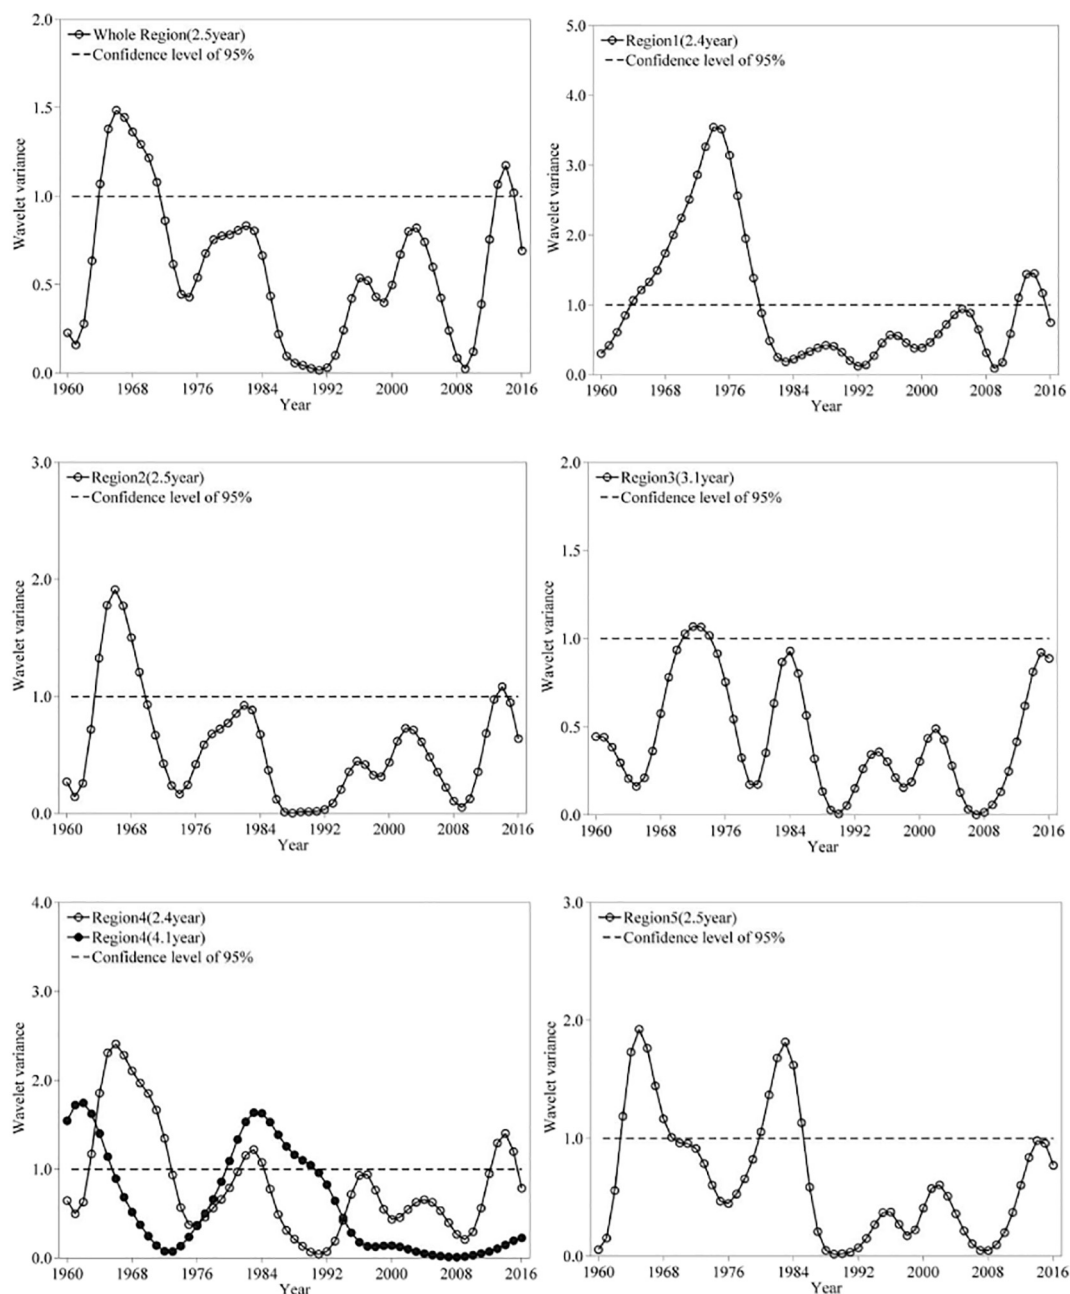 Whole Region(2.5year)
Confidence level of 95%
Wavelet variance
2.0
1.5
1.0
0.5
0.0
1960 1968 1976 1984 1992 2000 2008 2016
Year
Region1(2.4year)
Confidence level of 95%
Wavelet variance
5.0
4.0
3.0
2.0
1.0
0.0
1960 1968 1976 1984 1992 2000 2008 2016
Year
Region2(2.5year)
Confidence level of 95%
Wavelet variance
3.0
2.0
1.0
0.0
1960 1968 1976 1984 1992 2000 2008 2016
Year
Region3(3.1year)
Confidence level of 95%
Wavelet variance
2.0
1.5
1.0
0.5
0.0
1960 1968 1976 1984 1992 2000 2008 2016
Year
Region4(2.4year)
Region4(4.1year)
Confidence level of 95%
Wavelet variance
4.0
3.0
2.0
1.0
0.0
1960 1968 1976 1984 1992 2000 2008 2016
Year
Region5(2.5year)
Confidence level of 95%
Wavelet variance
3.0
2.0
1.0
0.0
1960 1968 1976 1984 1992 2000 2008 2016
Year